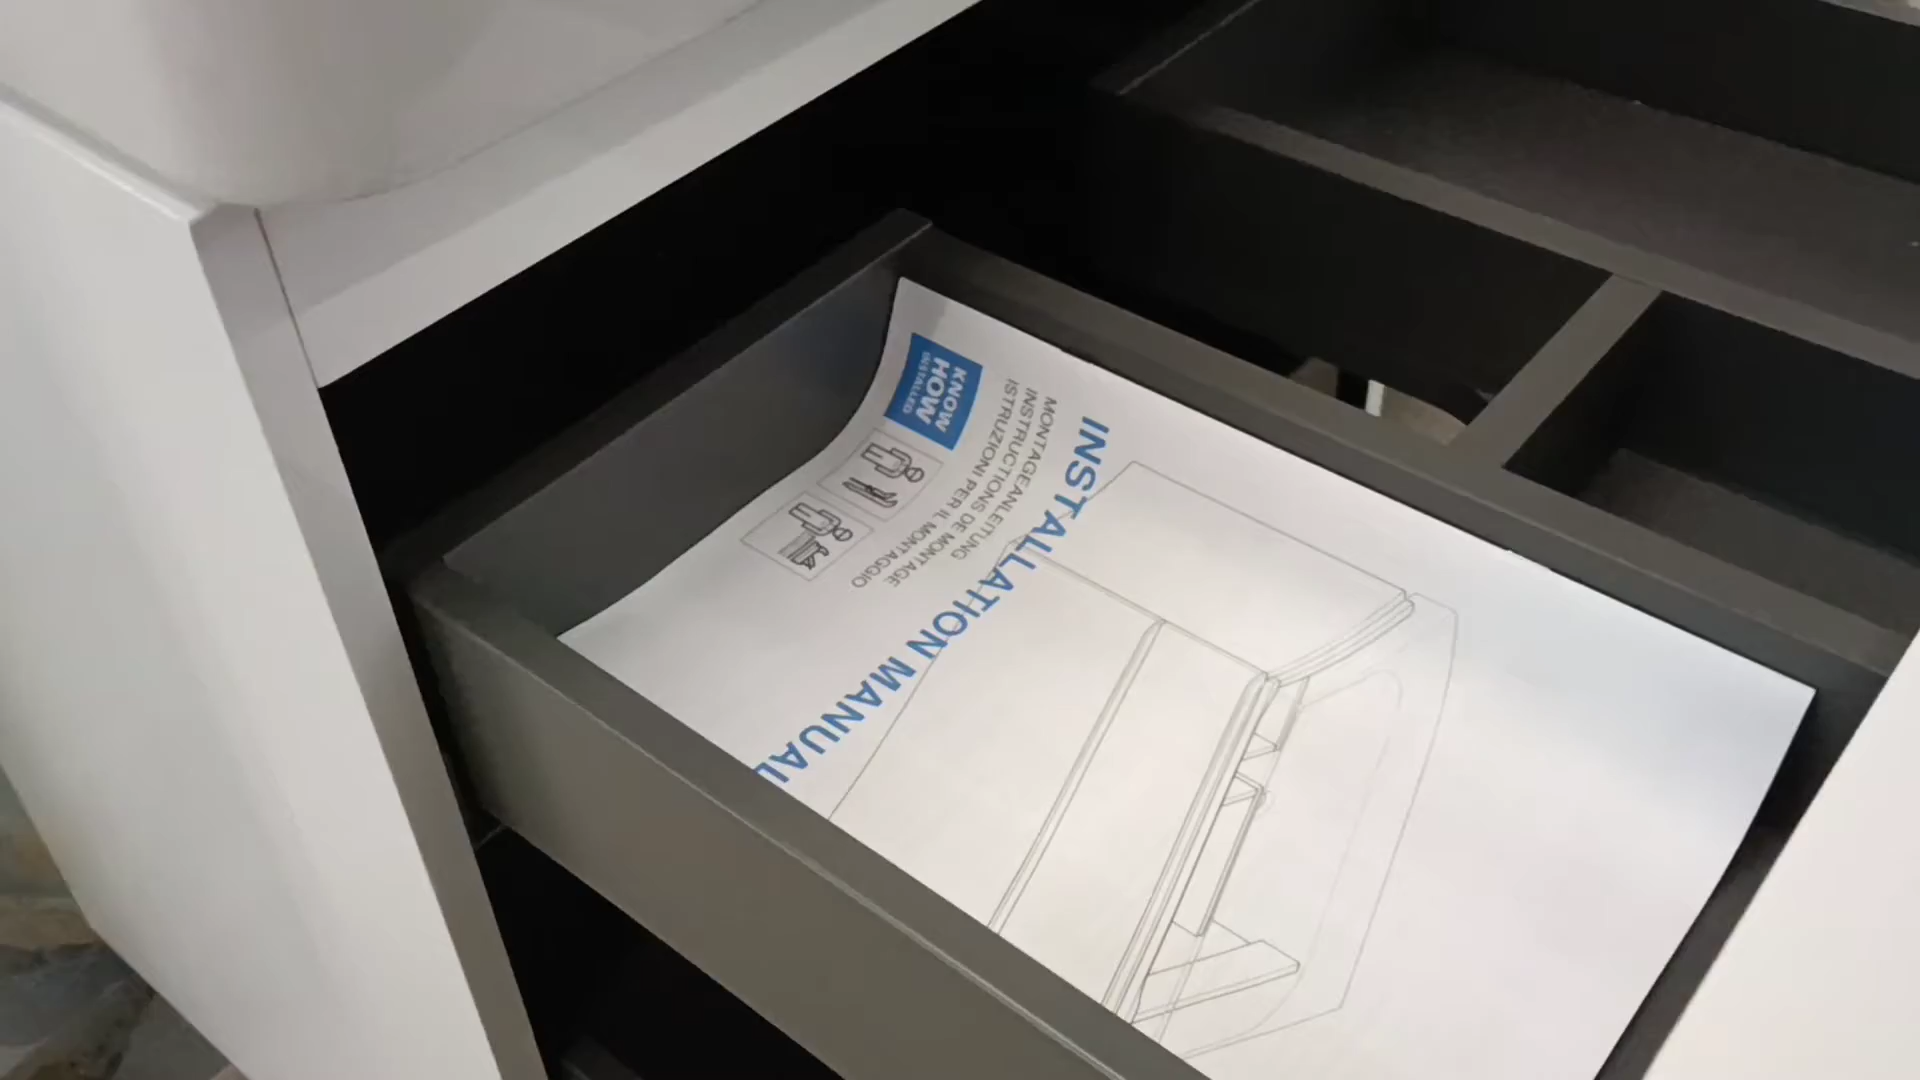 KNOW
HOW
INSTALLED
INSTALLATION MANUAL
MONTAGEANLEITUNG
INSTRUCTIONS DE MONTAGE
ISTRUZIONI PER IL MONTAGGIO